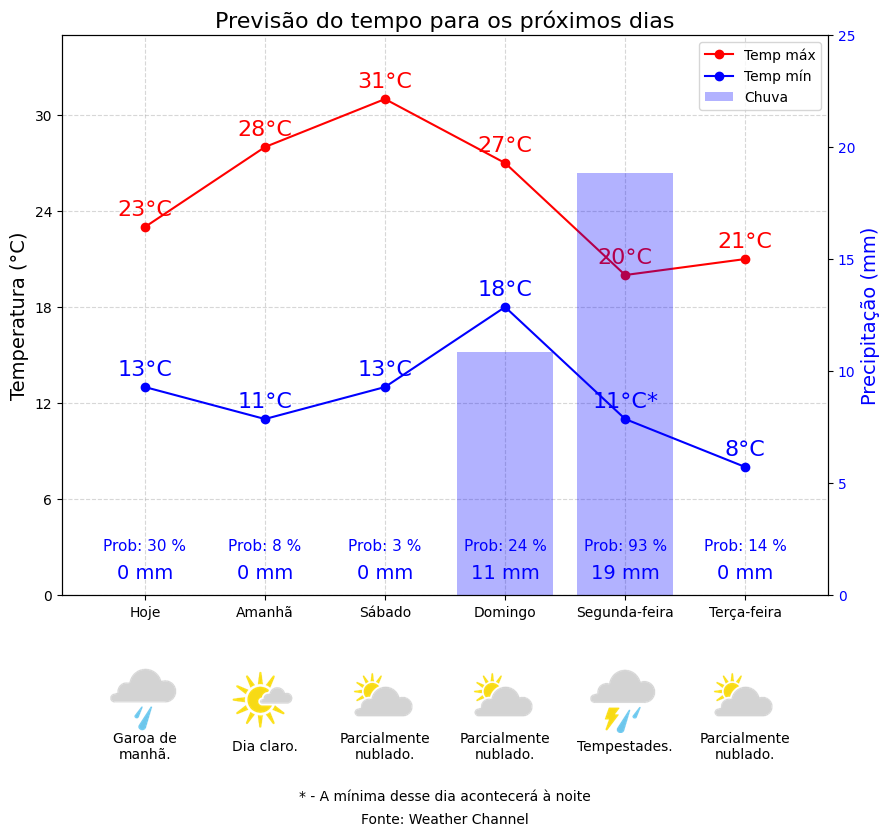 Previsão do tempo para os próximos dias
Temp máx
Temp mín
Chuva
Temperatura (°C)
Precipitação (mm)
30
24
18
12
6
0
25
20
15
10
5
0
23°C
28°C
31°C
27°C
20°C
21°C
13°C
11°C
13°C
18°C
11°C*
8°C
Prob: 30 %
Prob: 8 %
Prob: 3 %
Prob: 24 %
Prob: 93 %
Prob: 14 %
0 mm
0 mm
0 mm
11 mm
19 mm
0 mm
Hoje
Amanhã
Sábado
Domingo
Segunda-feira
Terça-feira
Garoa de
manhã.
Dia claro.
Parcialmente
nublado.
Parcialmente
nublado.
Tempestades.
Parcialmente
nublado.
* - A mínima desse dia acontecerá à noite
Fonte: Weather Channel